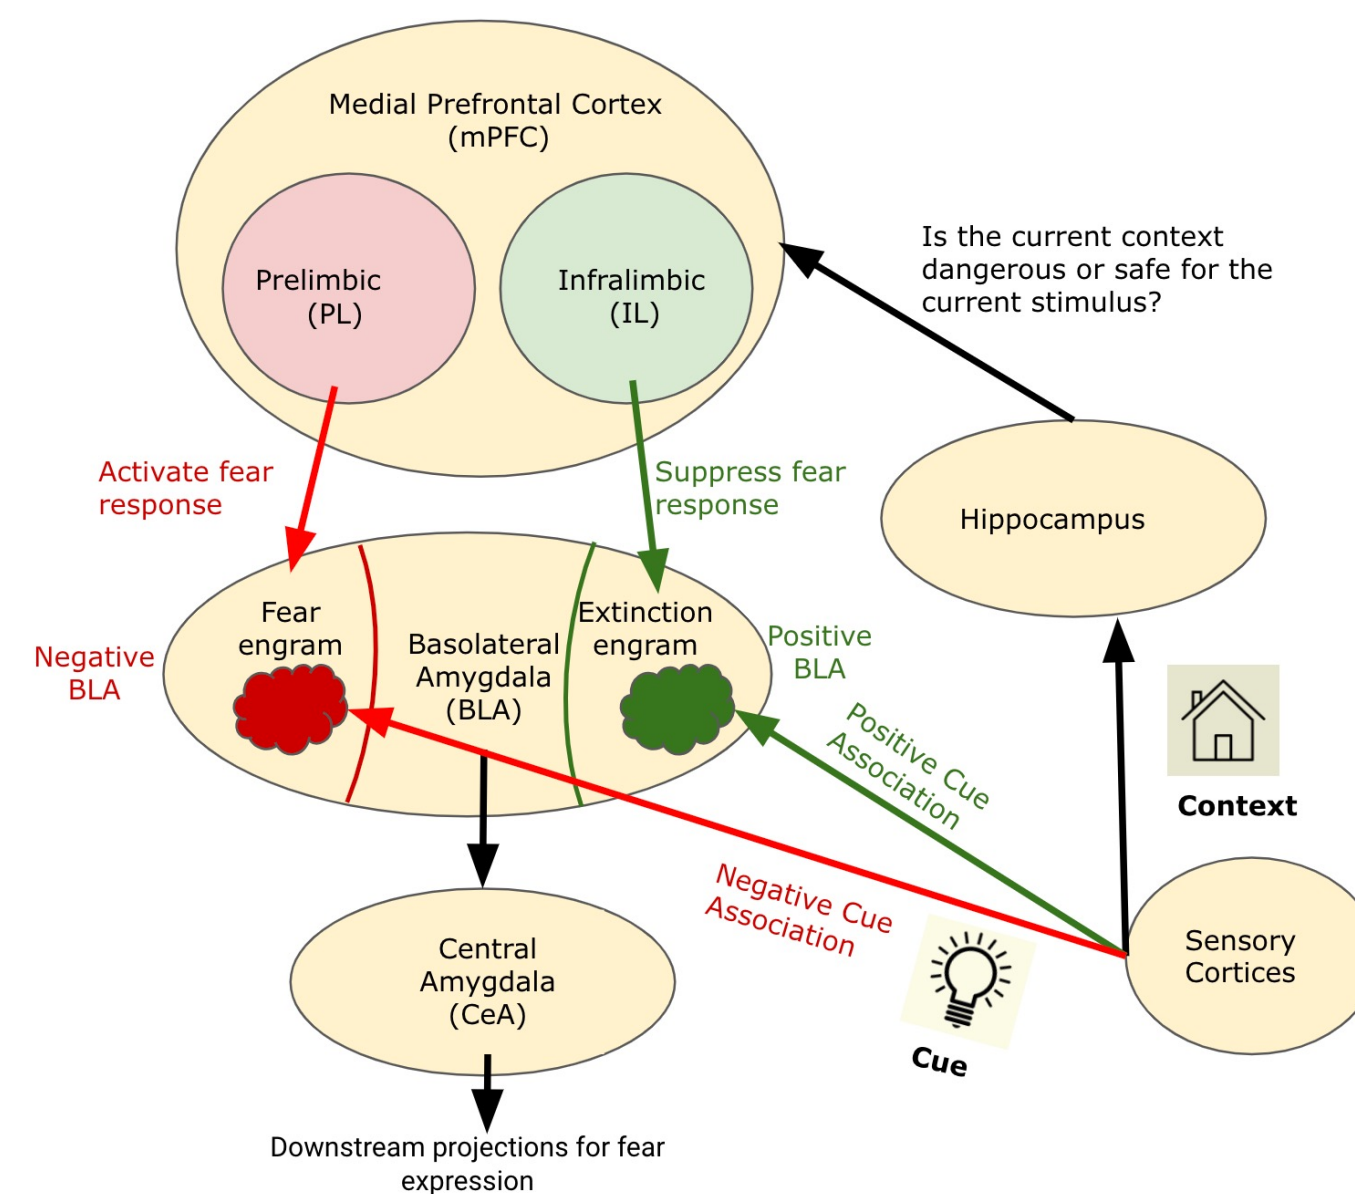 Medial Prefrontal Cortex
(mPFC)
Prelimbic
(PL)
Infralimbic
(IL)
Is the current context
dangerous or safe for the
current stimulus?
Activate fear
response
Suppress fear
response
Hippocampus
Fear
engram
Extinction
engram
Basolateral
Amygdala
(BLA)
Negative
BLA
Positive
BLA
Positive Cue
Association
Context
Negative Cue
Association
Sensory
Cortices
Central
Amygdala
(CeA)
Cue
Downstream projections for fear
expression